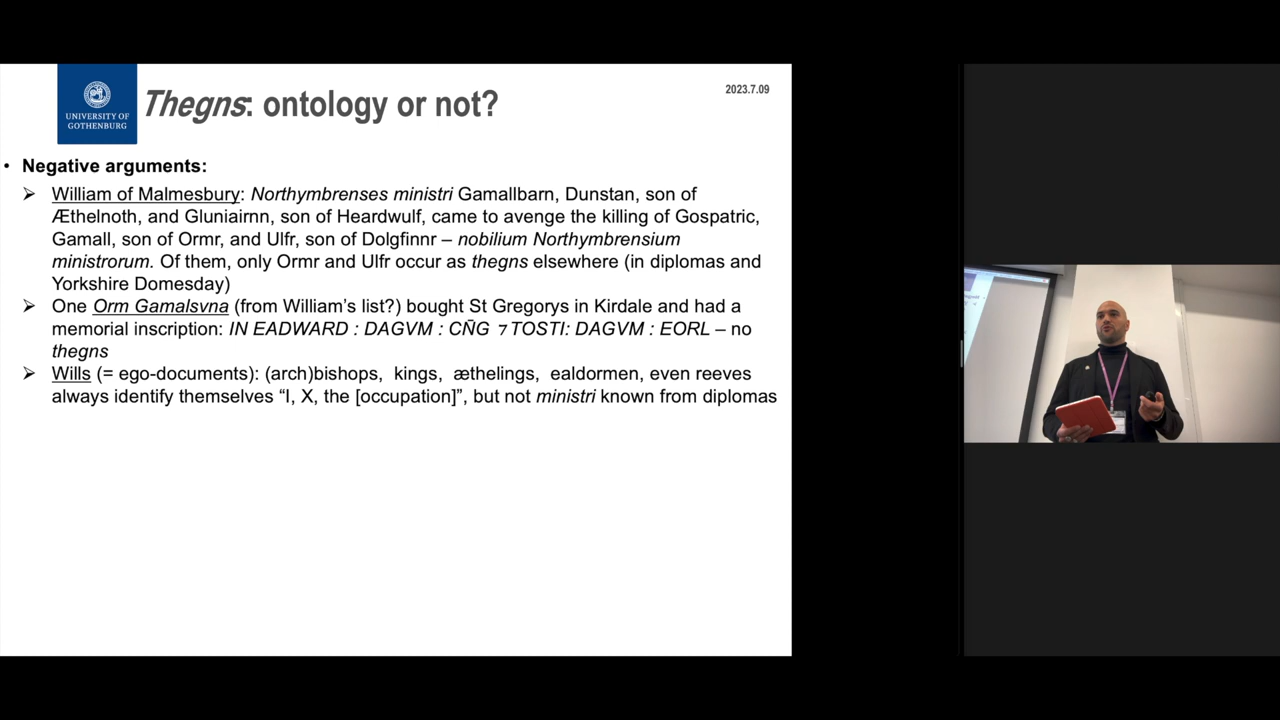 UNIVERSITY OF
GOTHENBURG
Thegns: ontology or not?
2023.7.09
• Negative arguments:
➢ William of Malmesbury: Northymbrenses ministri Gamallbarn, Dunstan, son of
Æthelnoth, and Gluniairnn, son of Heardwulf, came to avenge the killing of Gospatric,
Gamall, son of Ormr, and Ulfr, son of Dolgfinnr – nobilium Northymbrensium
ministrorum. Of them, only Ormr and Ulfr occur as thegns elsewhere (in diplomas and
Yorkshire Domesday)
➢ One Orm Gamalsvna (from William's list?) bought St Gregorys in Kirdale and had a
memorial inscription: IN EADWARD : DAGVM : CN̄G ⁊ TOSTI: DAGVM : EORL – no
thegns
➢ Wills (= ego-documents): (arch)bishops, kings, æthelings, ealdormen, even reeves
always identify themselves “I, X, the [occupation]”, but not ministri known from diplomas